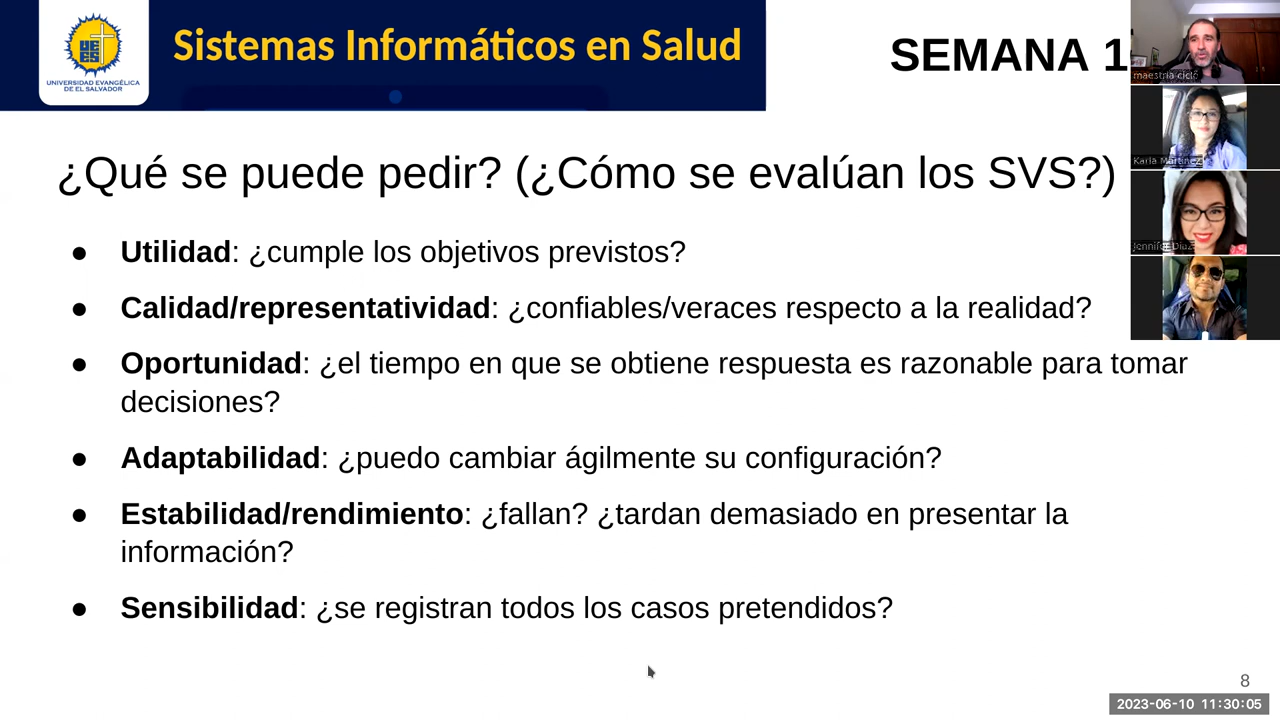 Sistemas Informáticos en Salud
SEMANA 1
UNIVERSIDAD EVANGÉLICA
DE EL SALVADOR
maestria-ciclo
Karla Martinez
Jennifer Diaz
¿Qué se puede pedir? (¿Cómo se evalúan los SVS?)
● Utilidad: ¿cumple los objetivos previstos?
● Calidad/representatividad: ¿confiables/veraces respecto a la realidad?
● Oportunidad: ¿el tiempo en que se obtiene respuesta es razonable para tomar
decisiones?
● Adaptabilidad: ¿puedo cambiar ágilmente su configuración?
● Estabilidad/rendimiento: ¿fallan? ¿tardan demasiado en presentar la
información?
● Sensibilidad: ¿se registran todos los casos pretendidos?
8
2023-06-10 11:30:05